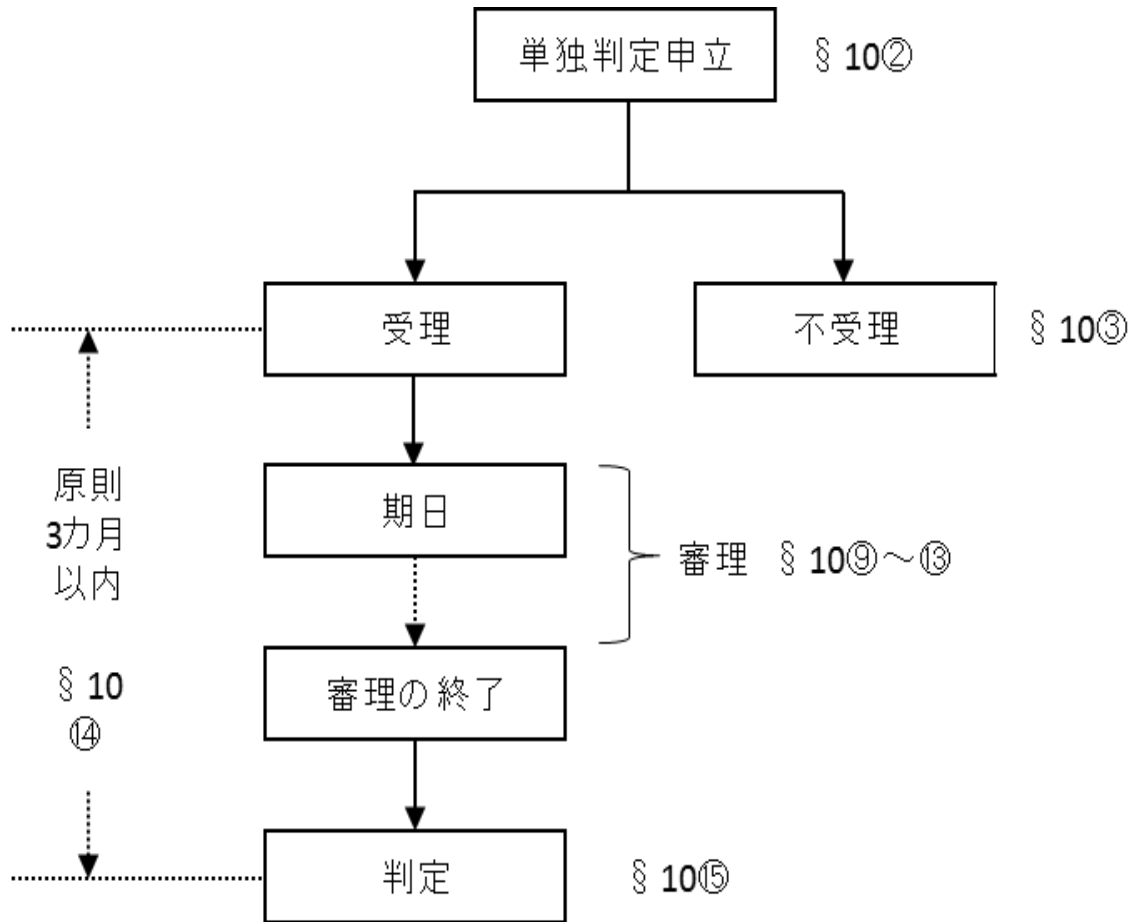 単独判定申立 § 10②
受理
不受理 § 10③
期日
原則
3カ月
以内
審理 § 10⑨～⑬
審理の終了
§ 10
⑭
判定 § 10⑮